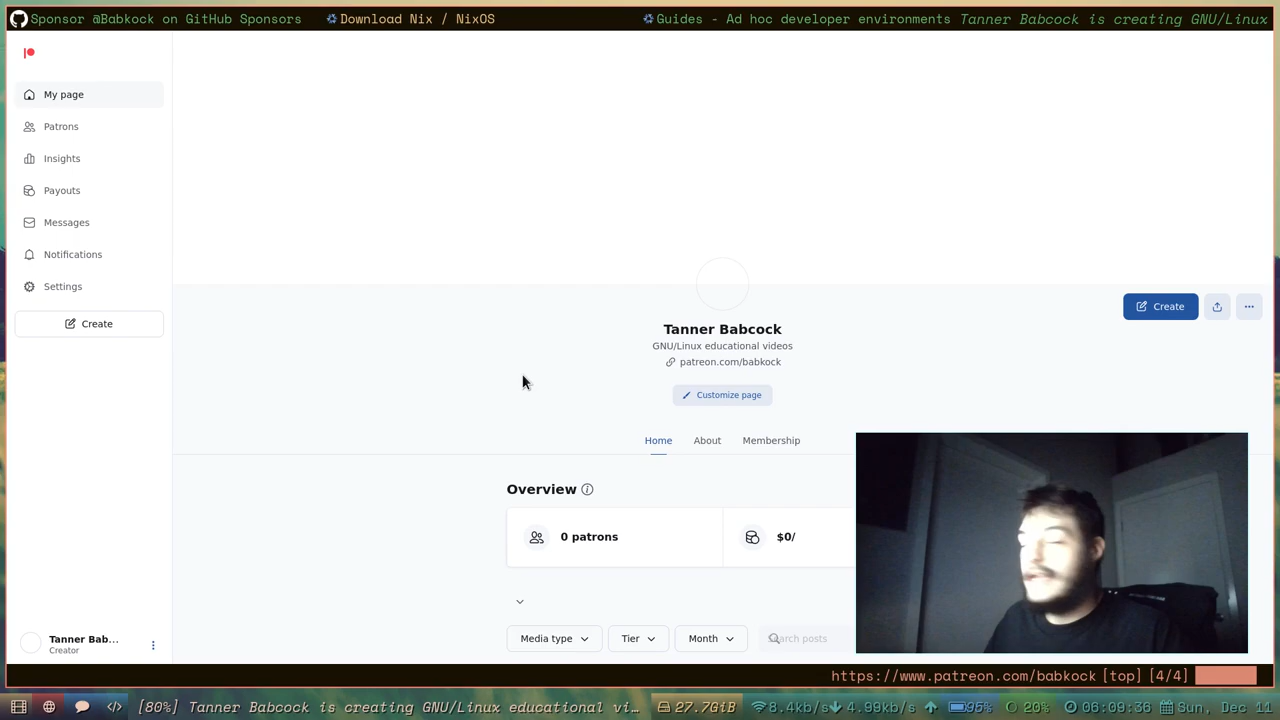 Sponsor @Babkock on GitHub Sponsors
Download Nix / NixOS
Guides - Ad hoc developer environments
Tanner Babcock is creating GNU/Linux
My page
Patrons
Insights
Payouts
Messages
Notifications
Settings
Create
Create
Tanner Babcock
GNU/Linux educational videos
patreon.com/babkock
Customize page
Home
About
Membership
Overview
0 patrons
$0/
Media type
Tier
Month
Search posts
Tanner Bab...
Creator
https://www.patreon.com/babkock [top] [4/4]
[80%] Tanner Babcock is creating GNU/Linux educational vi…
27.7GiB
8.4kb/s
4.99kb/s
95%
20%
06:09:36
Sun, Dec 11